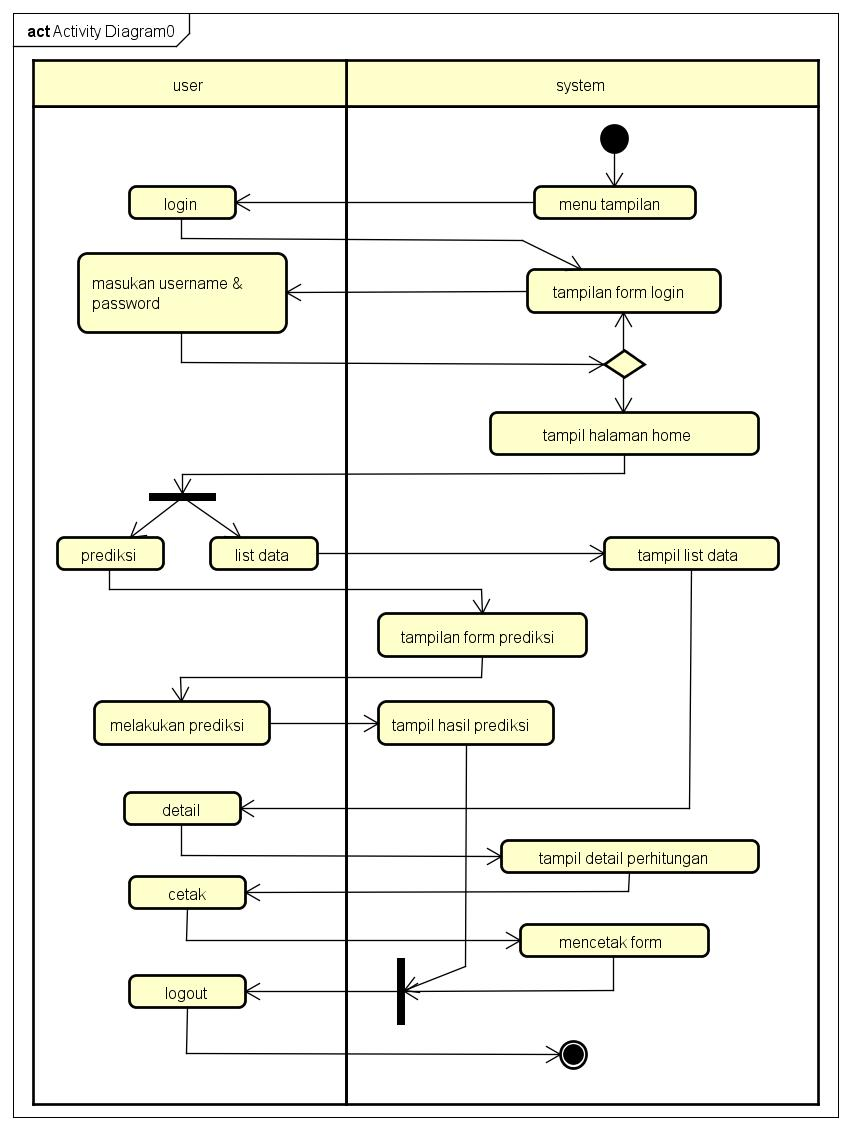 act Activity Diagram0
user
system
login
menu tampilan
masukan username &
password
tampilan form login
tampil halaman home
prediksi
list data
tampil list data
tampilan form prediksi
melakukan prediksi
tampil hasil prediksi
detail
tampil detail perhitungan
cetak
mencetak form
logout